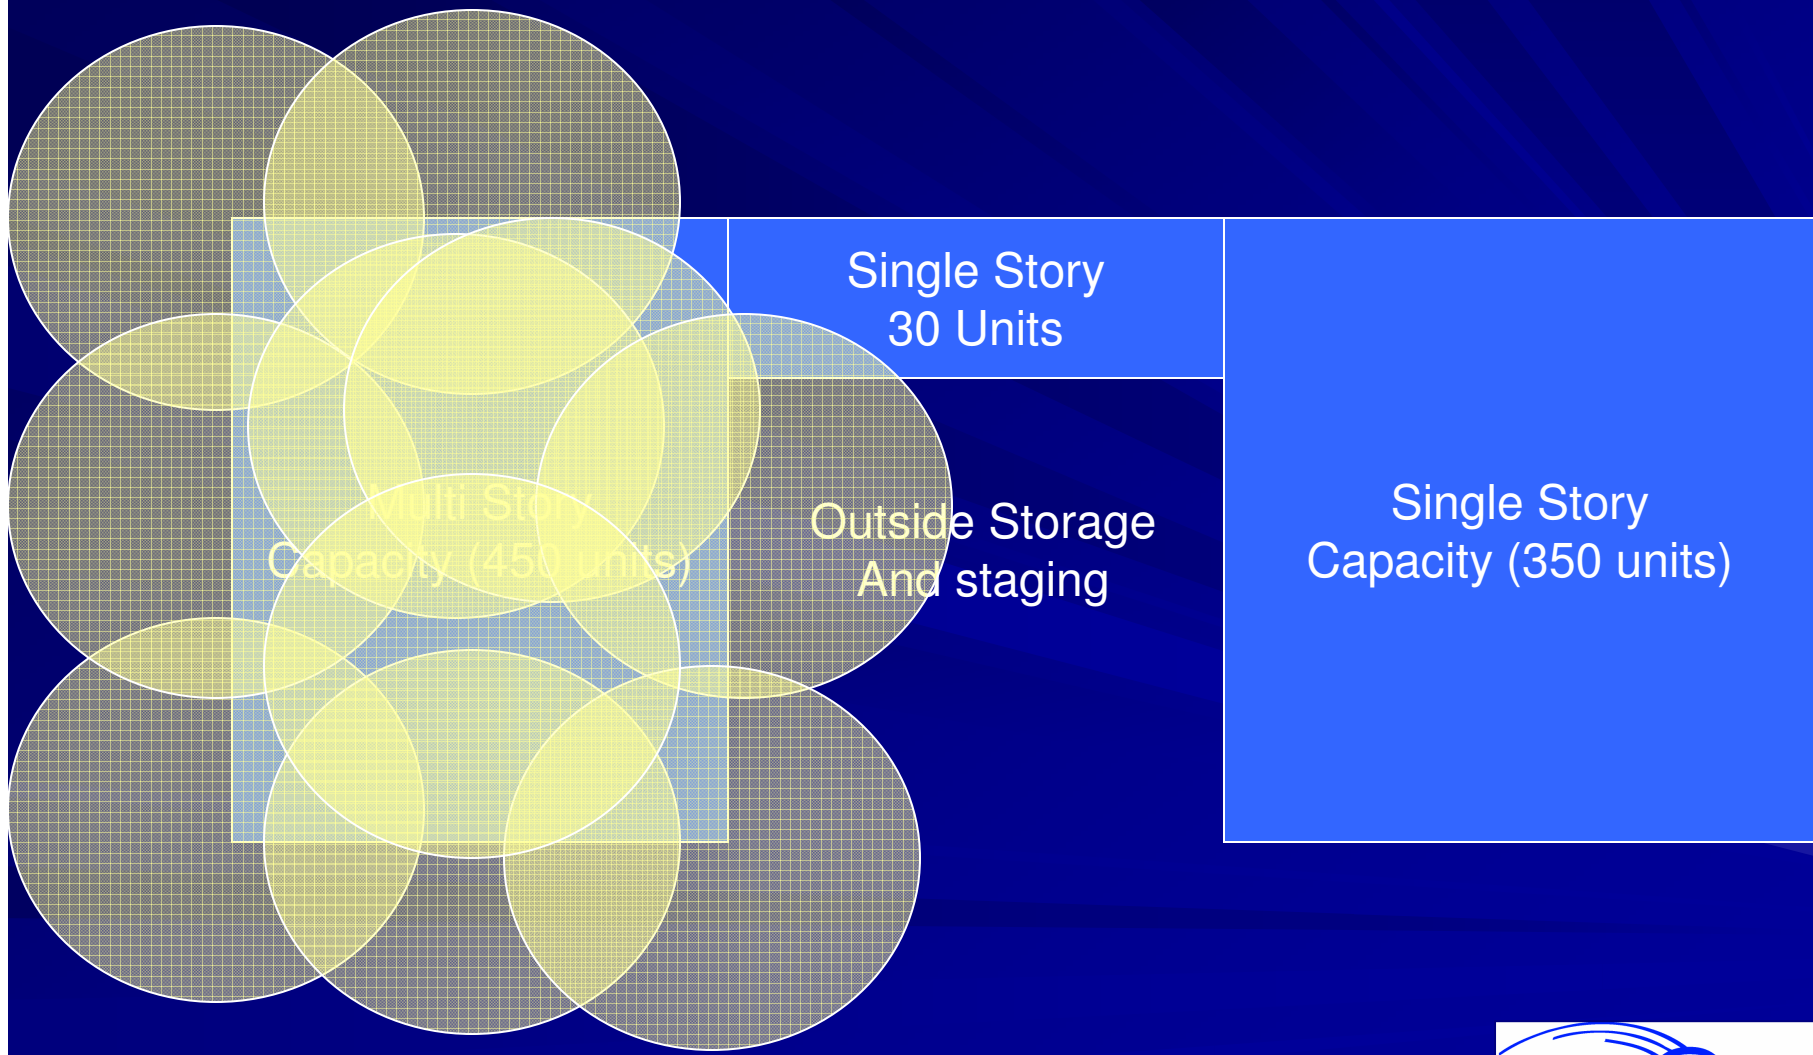 Single Story
30 Units
Multi Story
Capacity (450 units)
Outside Storage
And staging
Single Story
Capacity (350 units)